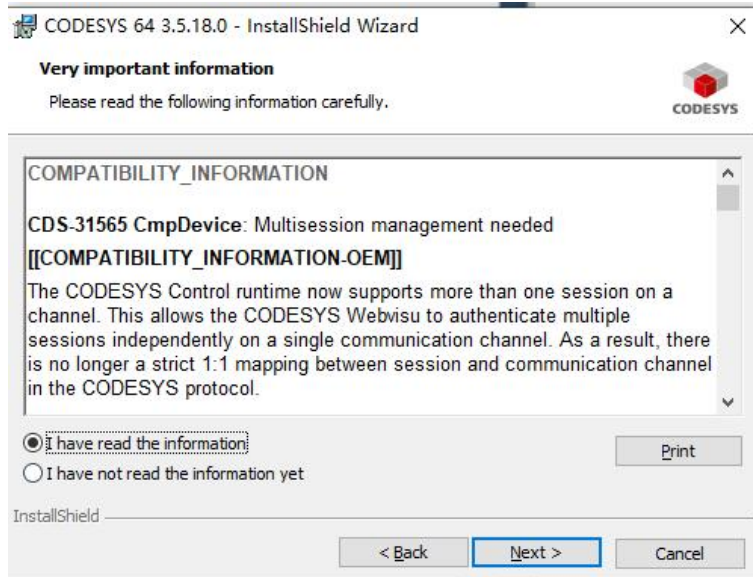 CODESYS 64 3.5.18.0 - InstallShield Wizard
Very important information
Please read the following information carefully.
CODESYS
COMPATIBILITY_INFORMATION
CDS-31565 CmpDevice: Multisession management needed
[[COMPATIBILITY_INFORMATION-OEM]]
The CODESYS Control runtime now supports more than one session on a
channel. This allows the CODESYS Webvisu to authenticate multiple
sessions independently on a single communication channel. As a result, there
is no longer a strict 1:1 mapping between session and communication channel
in the CODESYS protocol.
I have read the information
Print
I have not read the information yet
InstallShield
< Back
Next >
Cancel